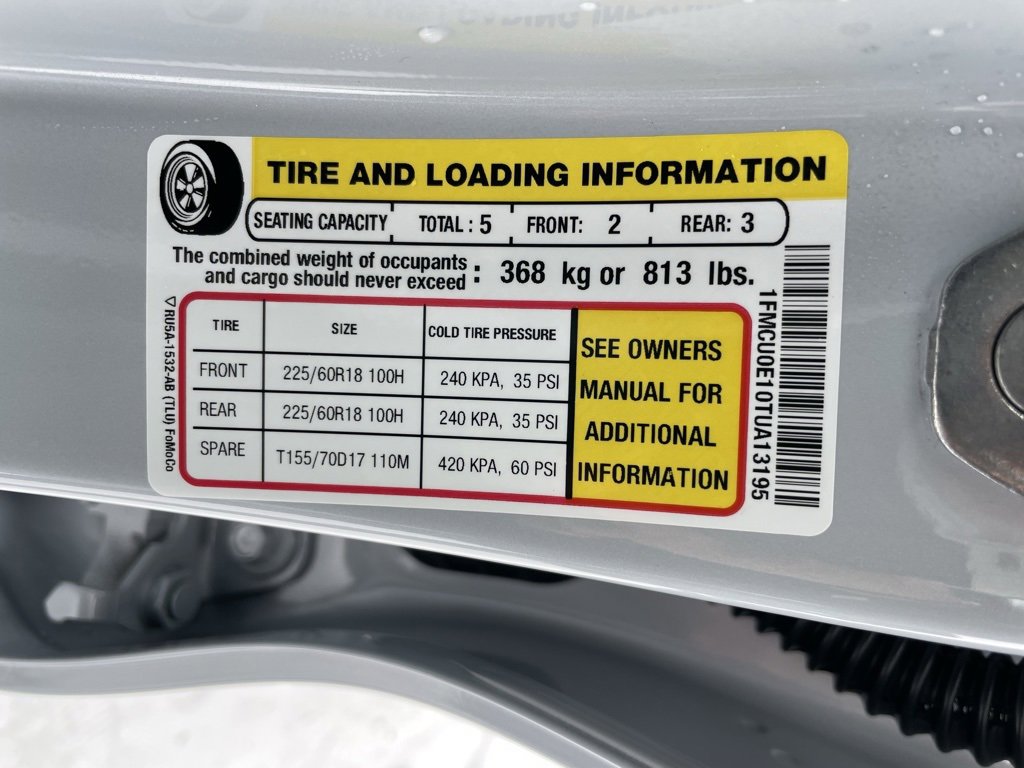 TIRE AND LOADING INFORMATION
SEATING CAPACITY TOTAL : 5 FRONT: 2 REAR: 3
The combined weight of occupants
and cargo should never exceed : 368 kg or 813 lbs.
TIRE SIZE COLD TIRE PRESSURE
FRONT 225/60R18 100H 240 KPA, 35 PSI
REAR 225/60R18 100H 240 KPA, 35 PSI
SPARE T155/70D17 110M 420 KPA, 60 PSI
SEE OWNERS
MANUAL FOR
ADDITIONAL
INFORMATION
1FMCU0E10TUA13195
▽RU5A-1532-AB (TLU) FoMoCo